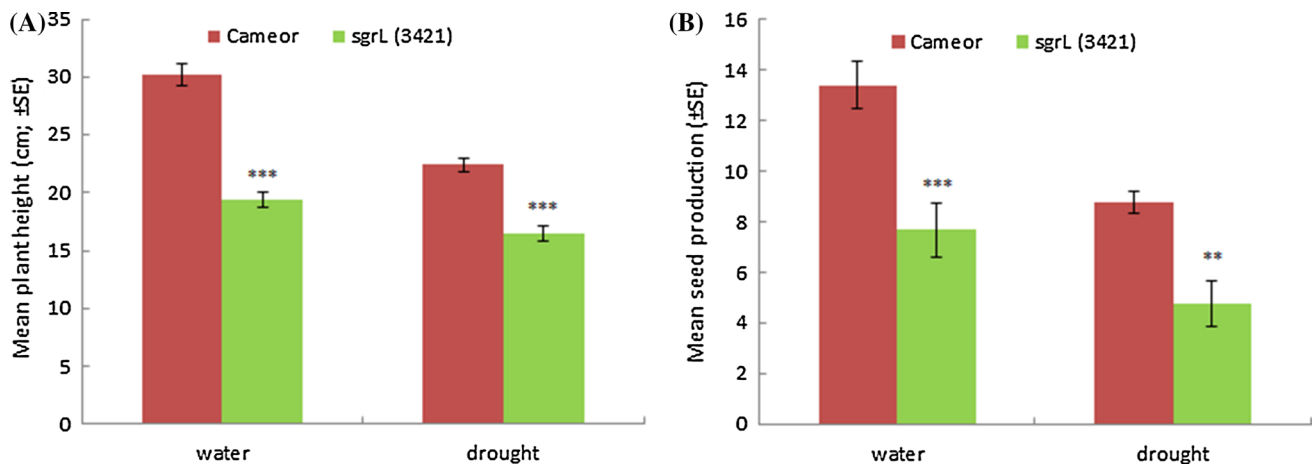 (A)
Mean plant height (cm; ±SE)
35
30
25
20
15
10
5
0
Cameor
sgrL (3421)
***
***
water
drought
(B)
Mean seed production (±SE)
16
14
12
10
8
6
4
2
0
Cameor
sgrL (3421)
***
**
water
drought